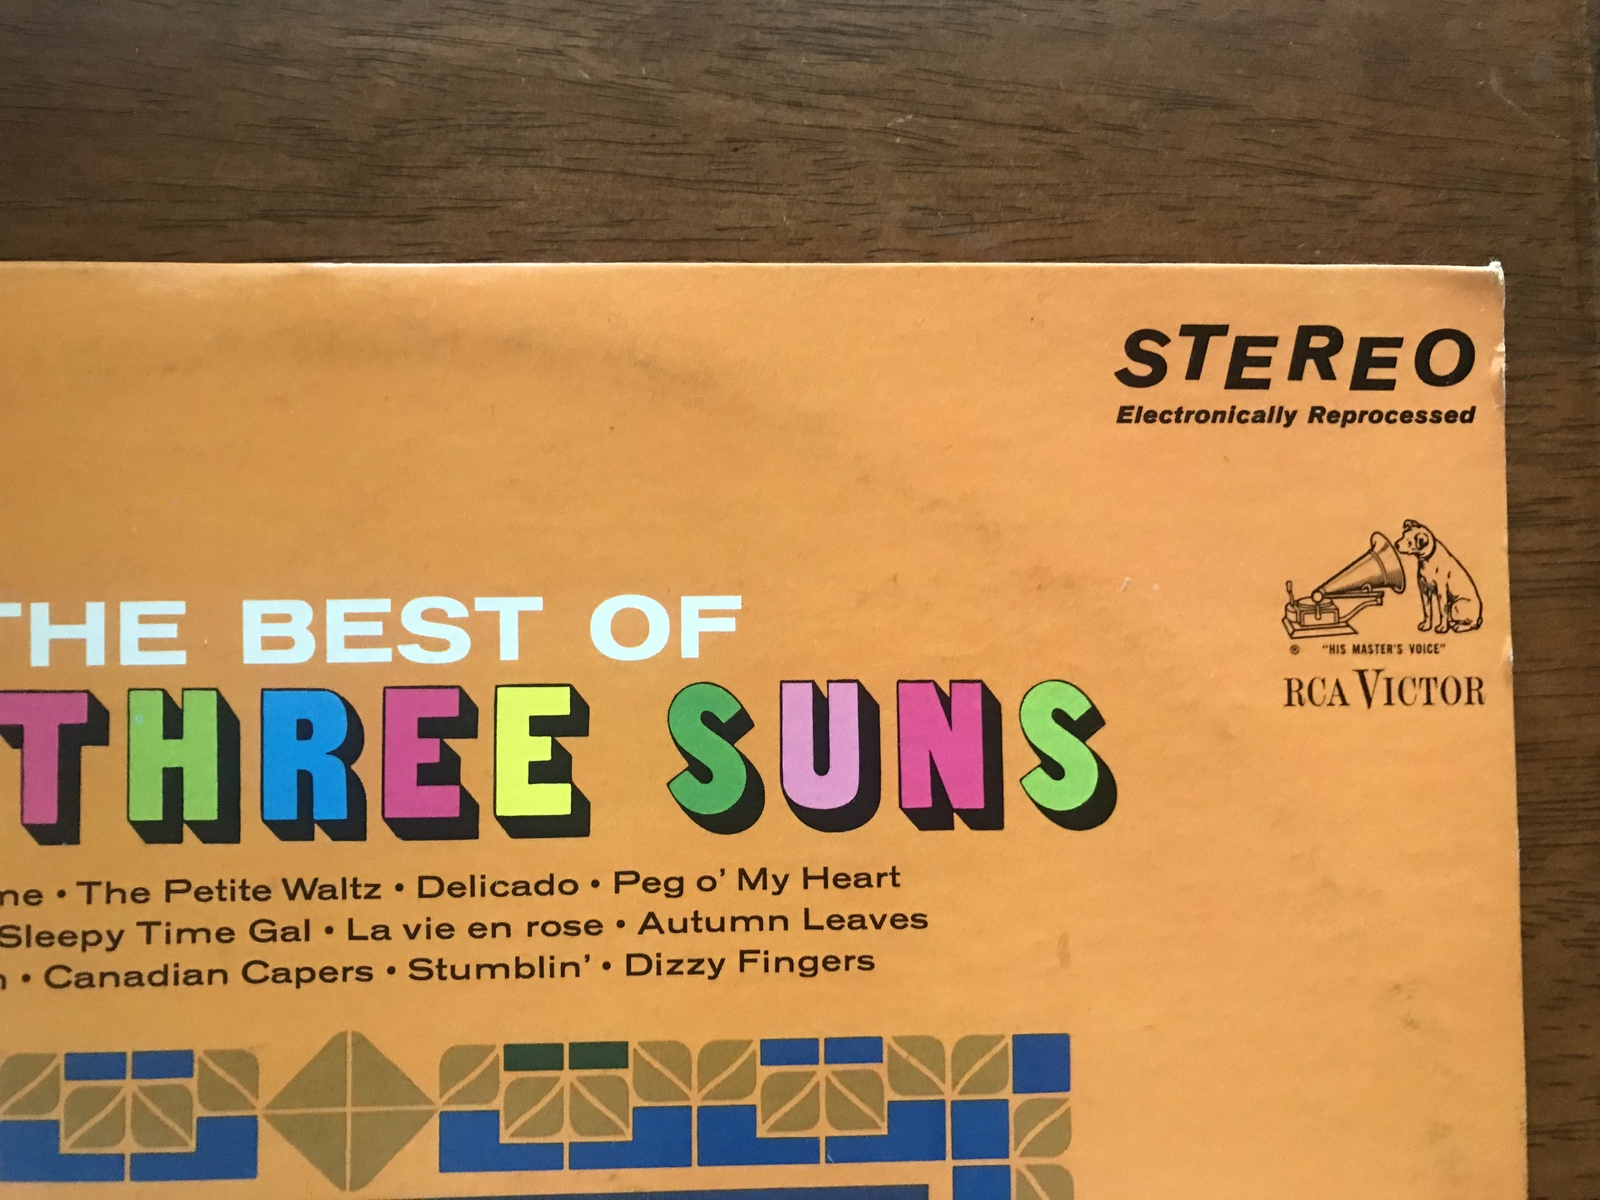 STEREO
Electronically Reprocessed
® "HIS MASTER'S VOICE"
RCA VICTOR
THE BEST OF
THREE SUNS
• The Petite Waltz • Delicado • Peg o' My Heart
Sleepy Time Gal • La vie en rose • Autumn Leaves
• Canadian Capers • Stumblin' • Dizzy Fingers